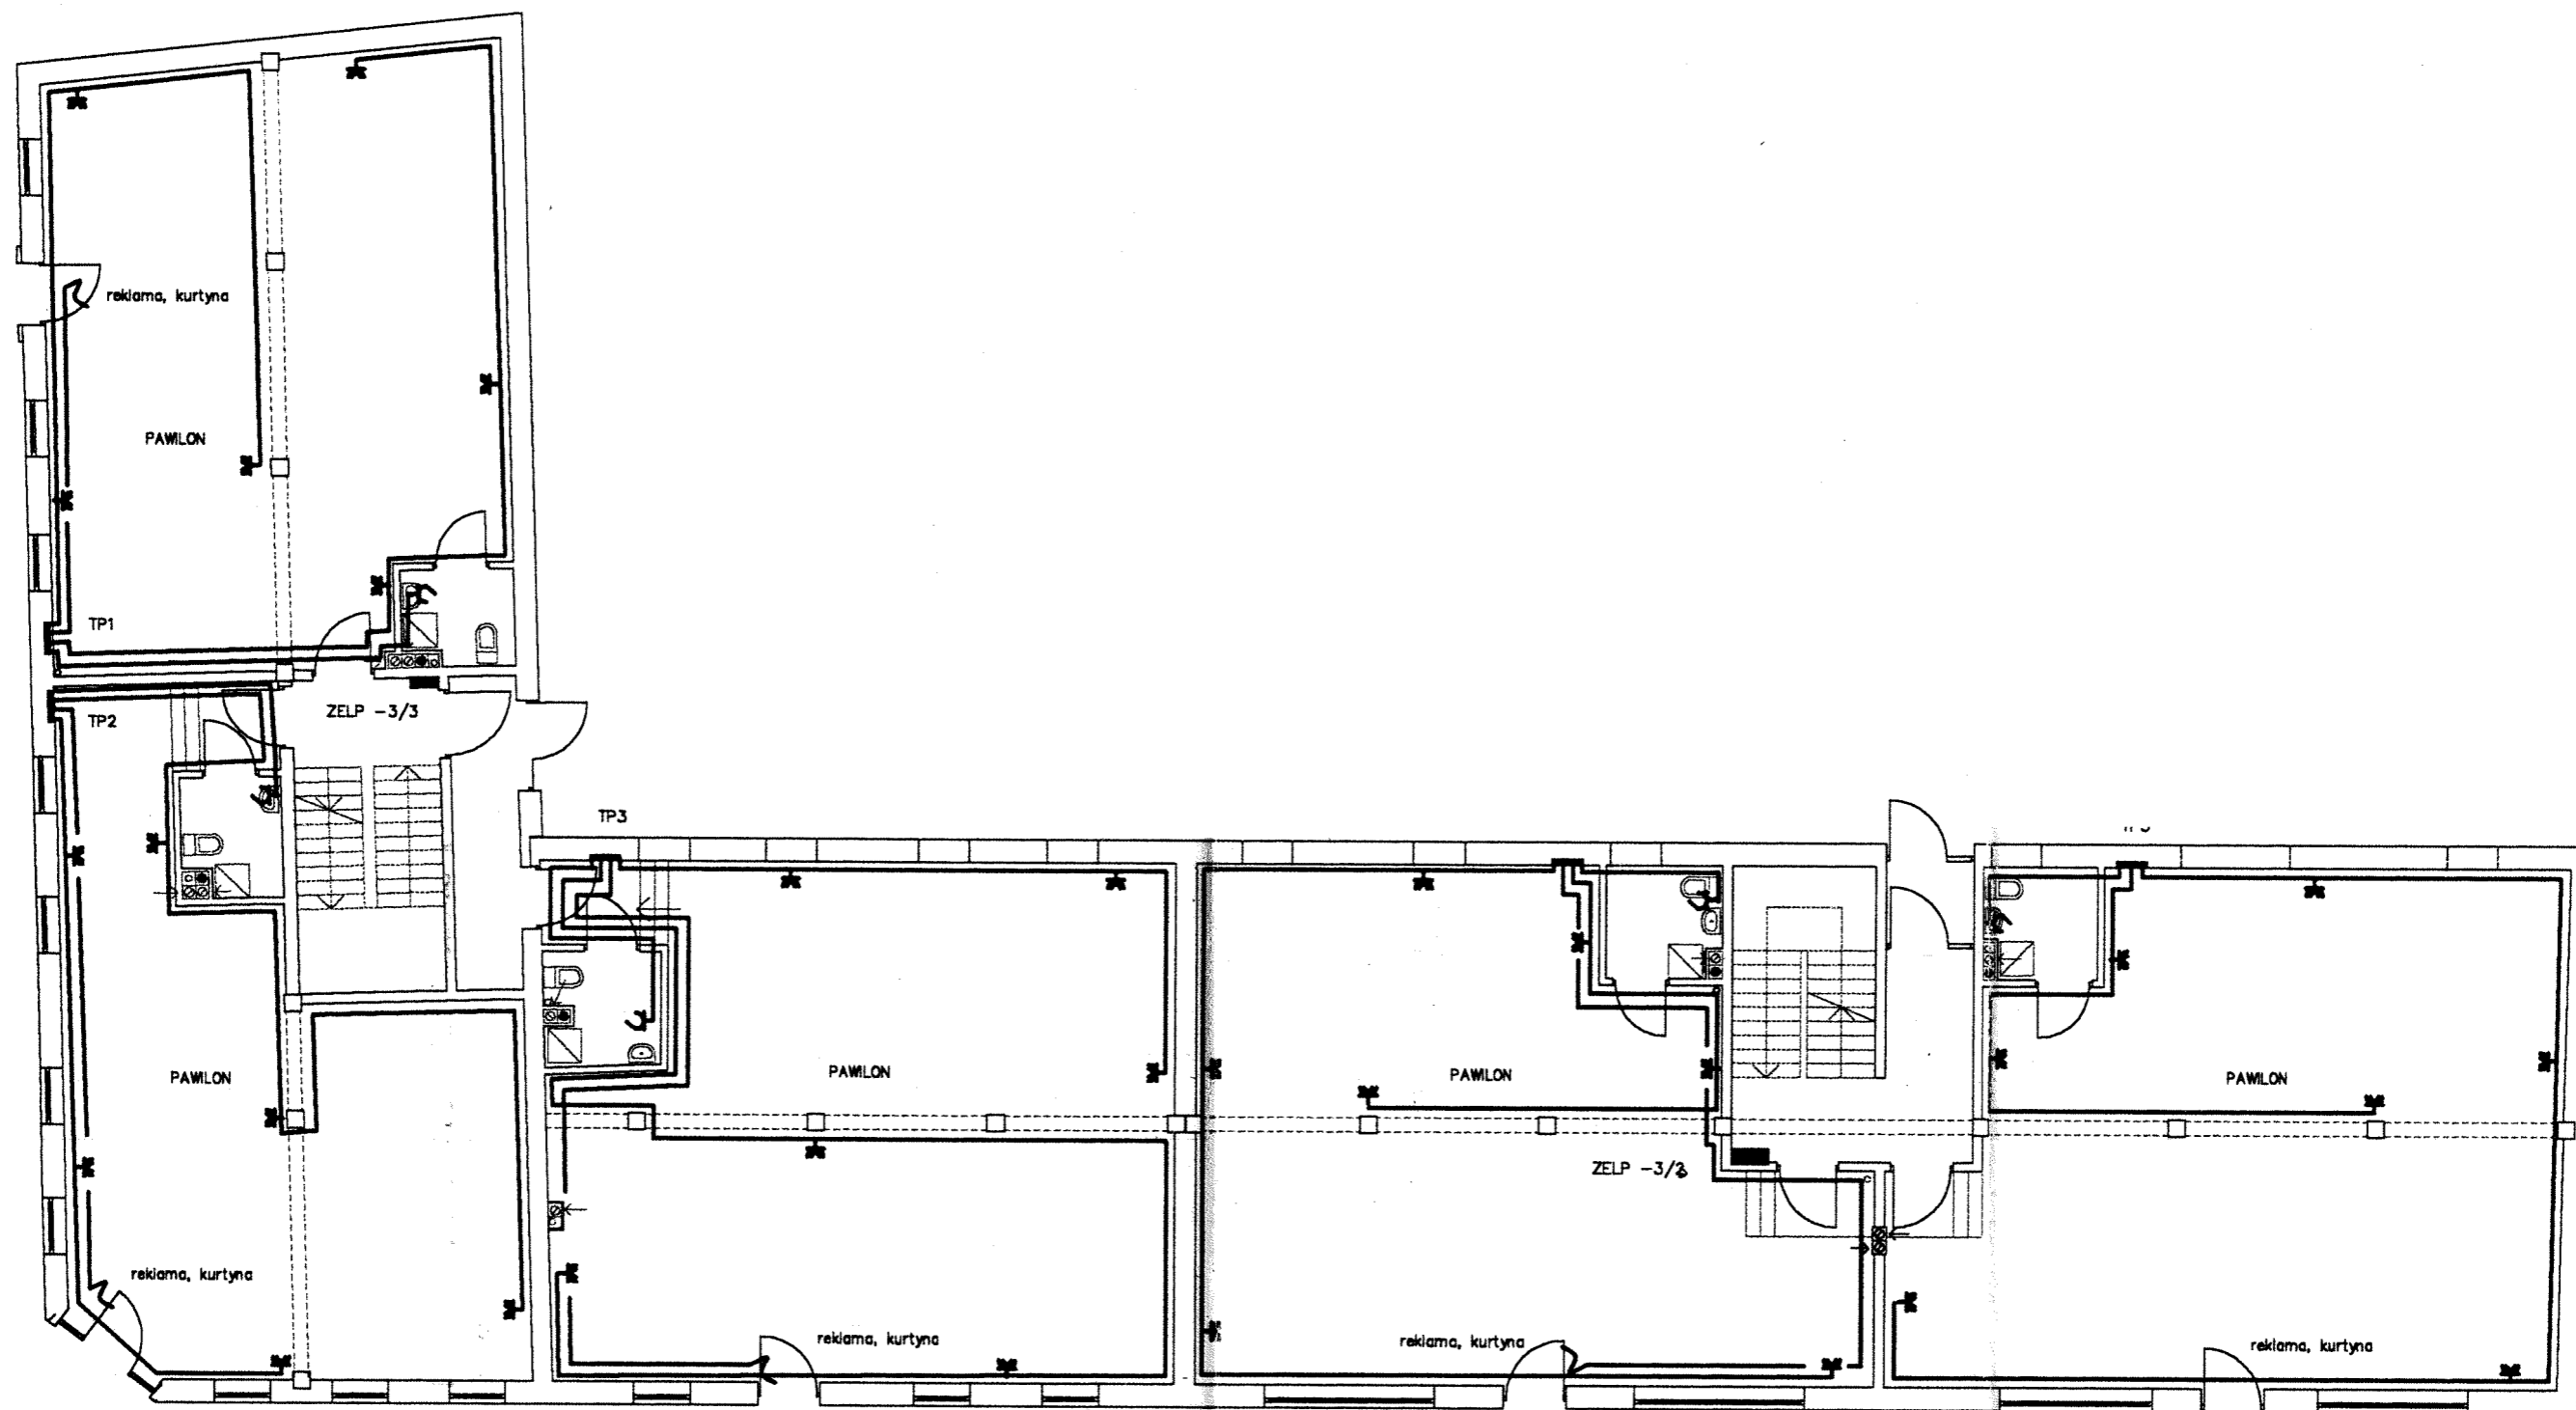 reklama, kurtyna
PAWILON
TP1
ZELP -3/3
TP2
TP3
PAWILON
PAWILON
PAWILON
PAWILON
ZELP -3/3
reklama, kurtyna
reklama, kurtyna
reklama, kurtyna
reklama, kurtyna